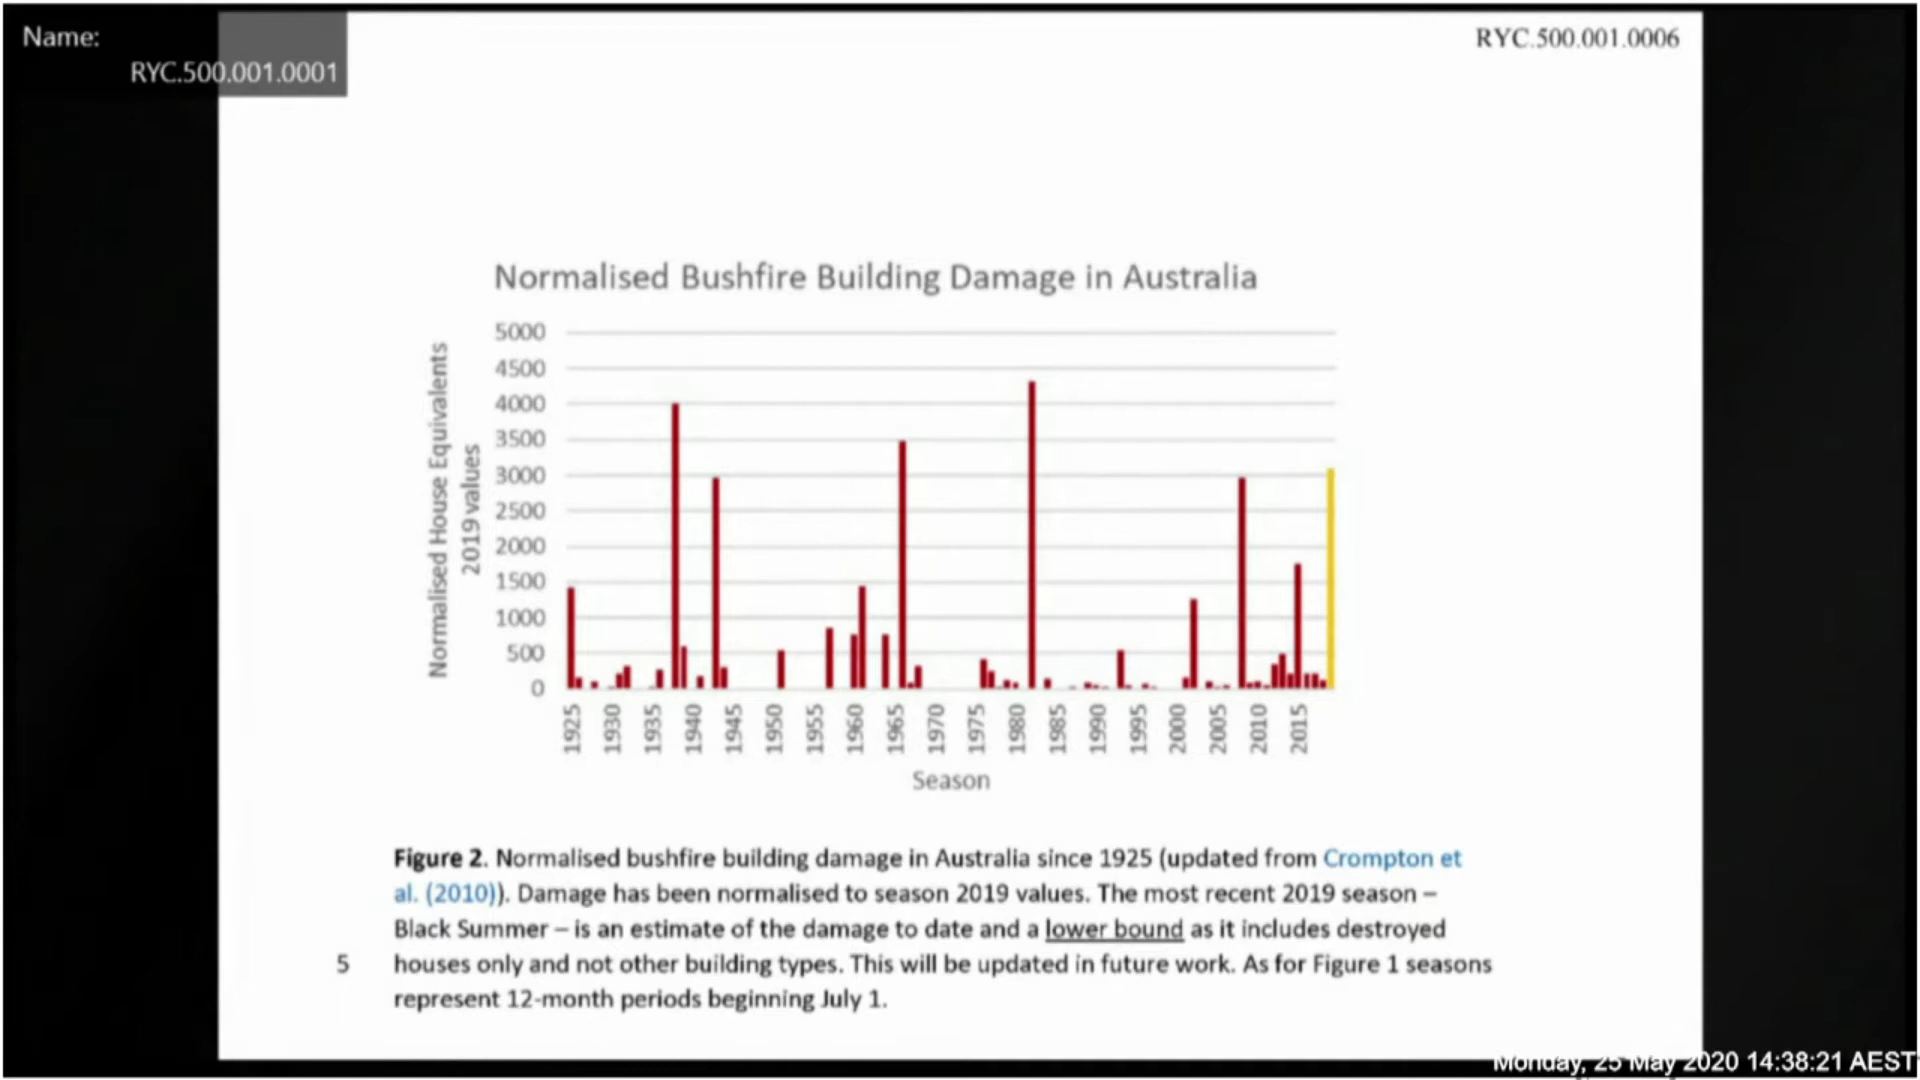 Name:
RYC.500.001.0001
RYC.500.001.0006
Normalised Bushfire Building Damage in Australia
Normalised House Equivalents
2019 values
5000
4500
4000
3500
3000
2500
2000
1500
1000
500
0
1925
1930
1935
1940
1945
1950
1955
1960
1965
1970
1975
1980
1985
1990
1995
2000
2005
2010
2015
Season
Figure 2. Normalised bushfire building damage in Australia since 1925 (updated from Crompton et
al. (2010)). Damage has been normalised to season 2019 values. The most recent 2019 season –
Black Summer – is an estimate of the damage to date and a lower bound as it includes destroyed
5 houses only and not other building types. This will be updated in future work. As for Figure 1 seasons
represent 12-month periods beginning July 1.
Monday, 25 May 2020 14:38:21 AEST